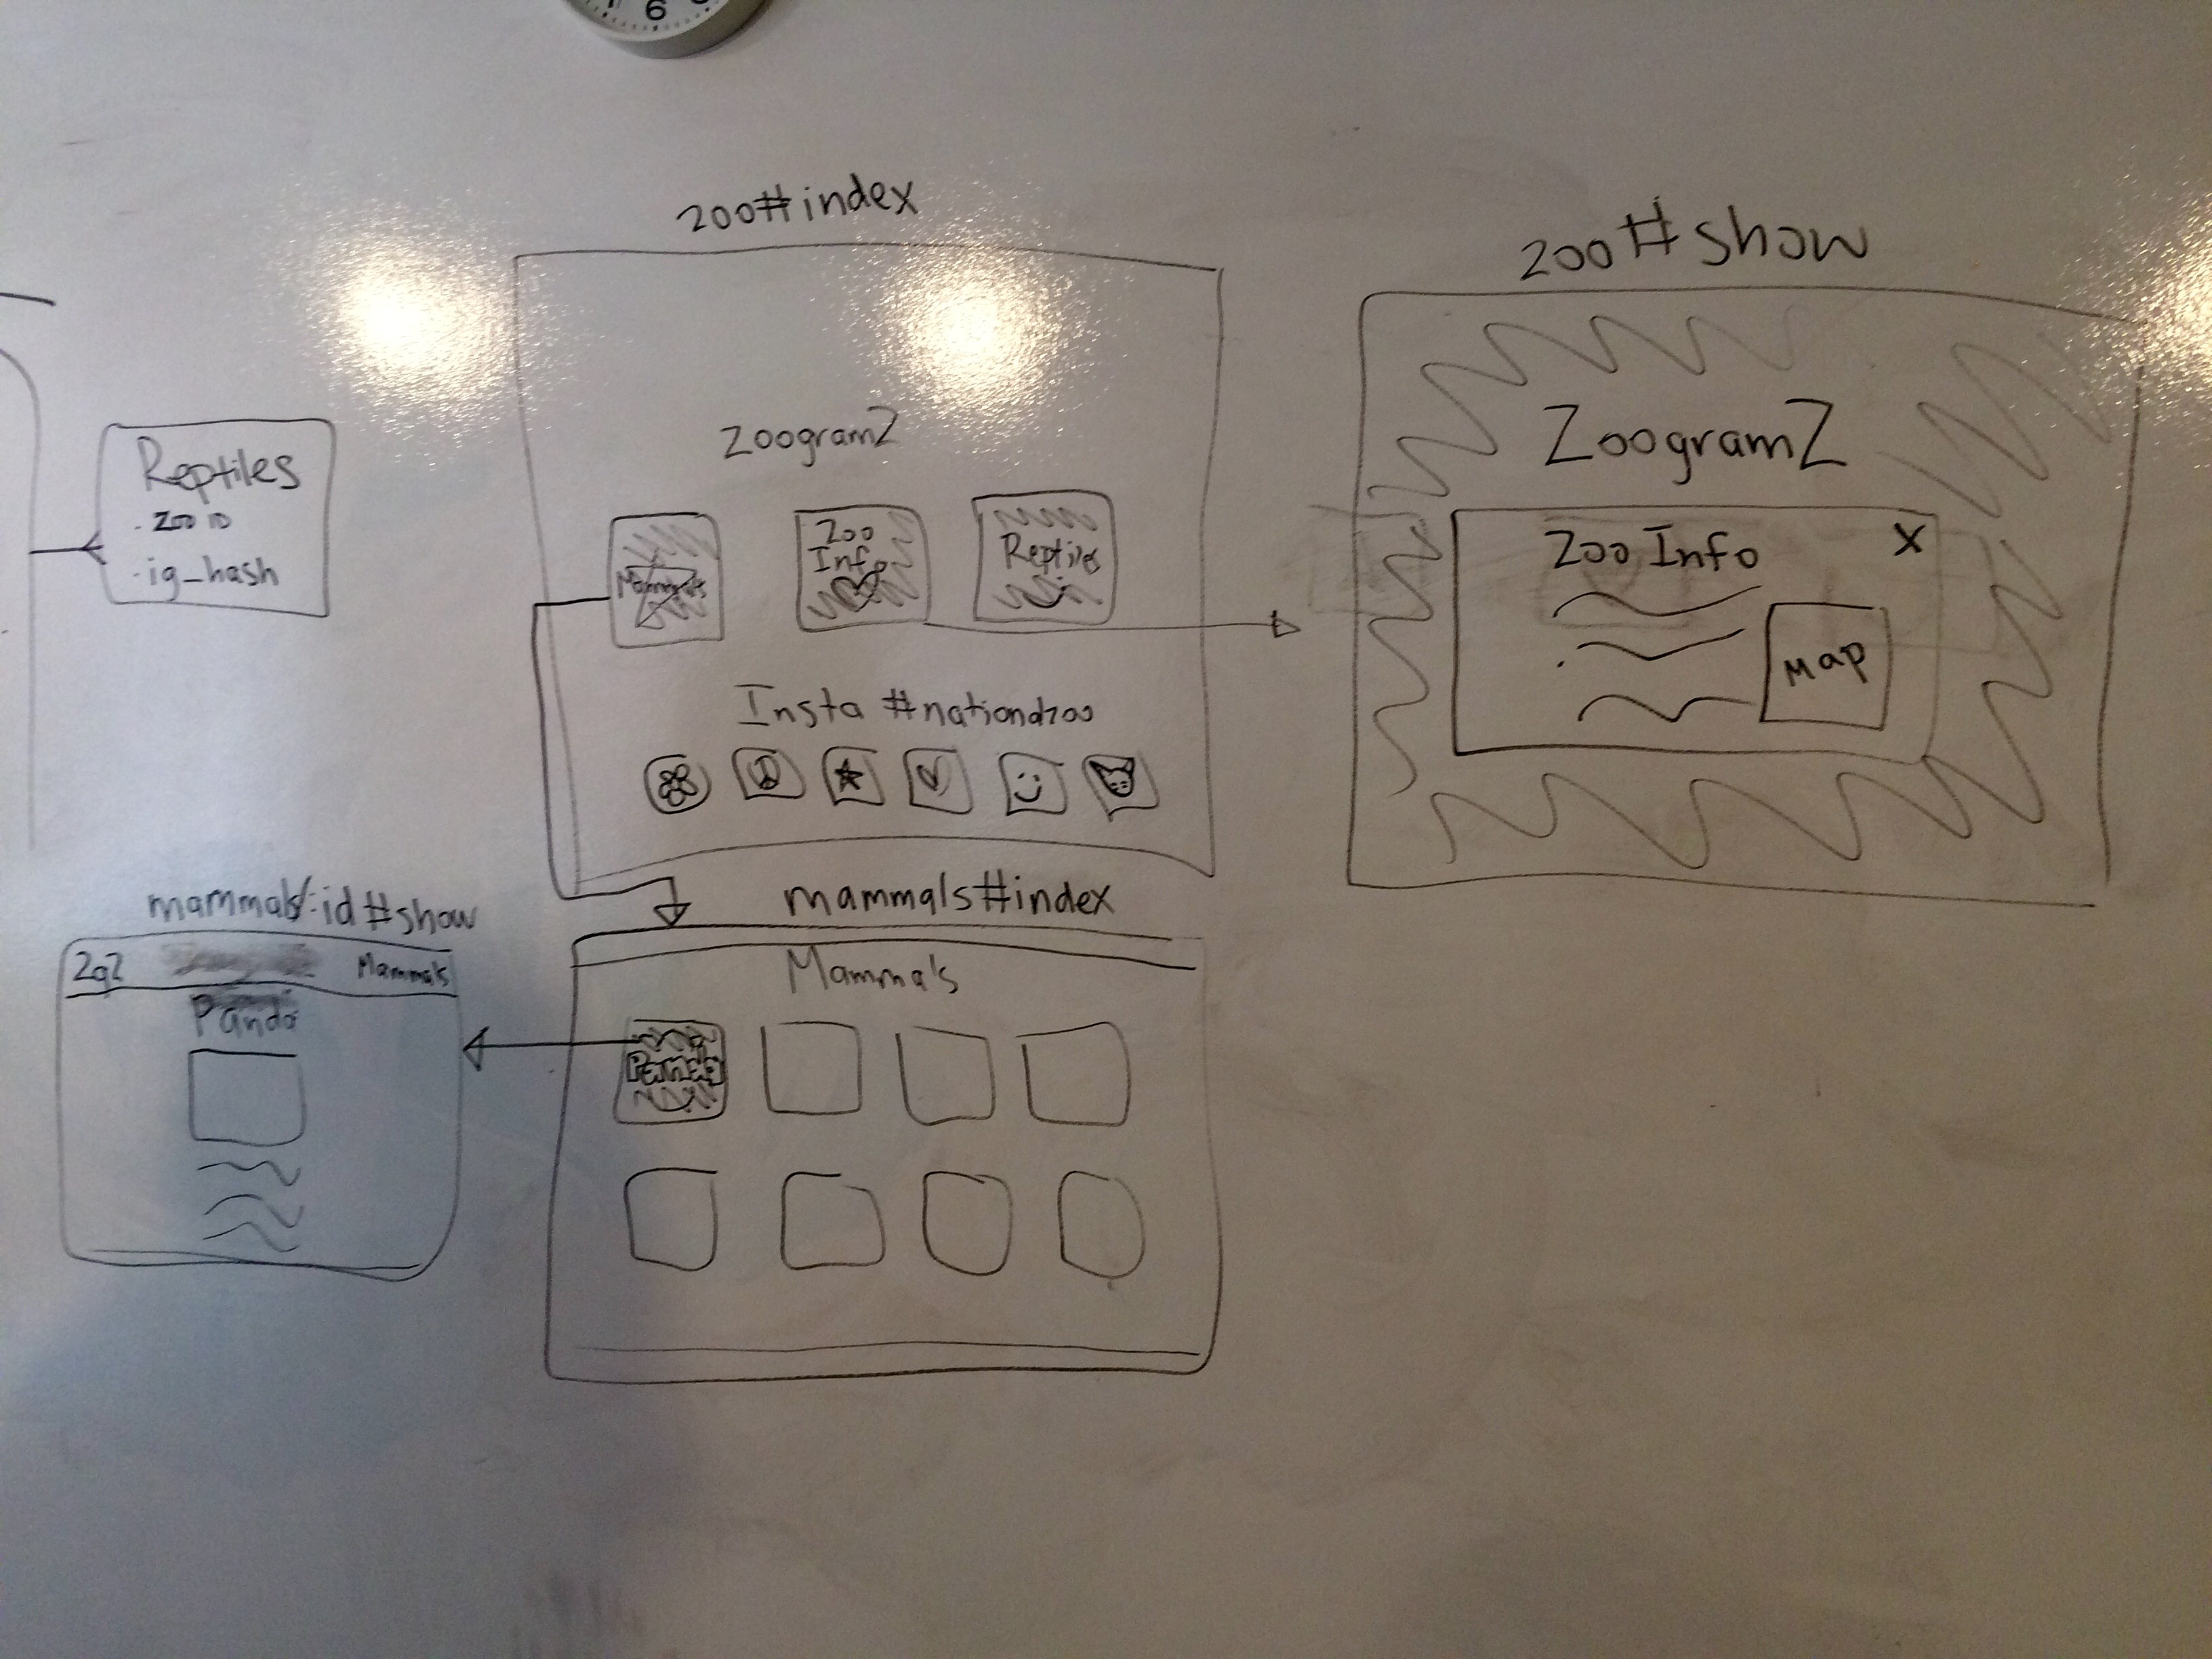 6
zoo#index
zoo#show
ZoogramZ
ZoogramZ
Reptiles
. zoo ID
. ig_hash
Mammals
Zoo
Info
Reptiles
Zoo Info X
Map
Insta #nationalzoo
mammals/:id#show
mammals#index
ZgZ
Mammals
Mammals
Panda
Panda